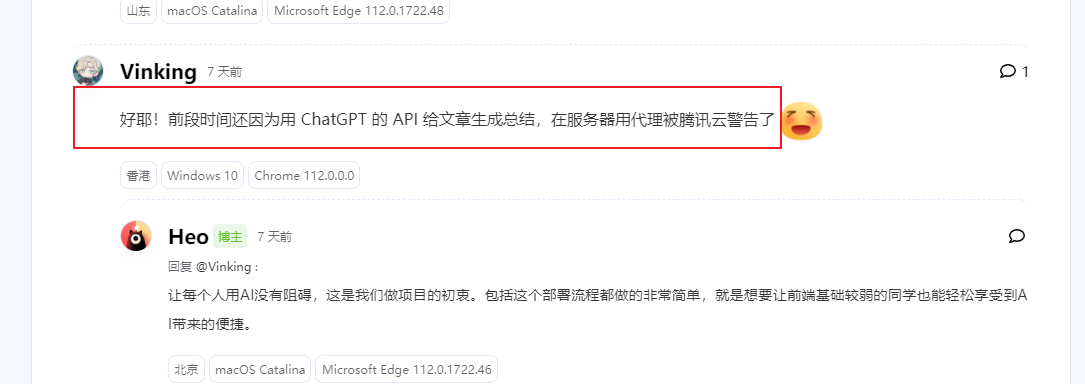 山东 macOS Catalina Microsoft Edge 112.0.1722.48
Vinking 7 天前 1
好耶！前段时间还因为用 ChatGPT 的 API 给文章生成总结，在服务器用代理被腾讯云警告了
香港 Windows 10 Chrome 112.0.0.0
Heo 博主 7 天前
回复 @Vinking :
让每个人用AI没有阻碍，这是我们做项目的初衷。包括这个部署流程都做的非常简单，就是想要让前端基础较弱的同学也能轻松享受到A
I带来的便捷。
北京 macOS Catalina Microsoft Edge 112.0.1722.46